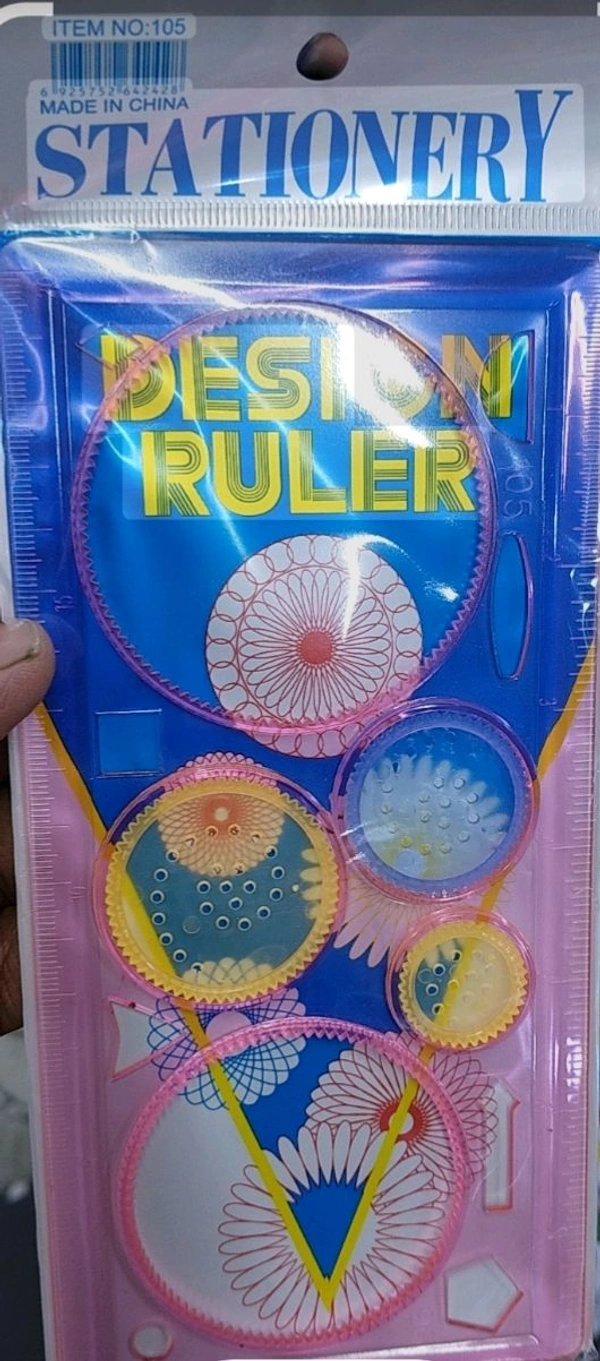 ITEM NO:105
6 925752 642428
MADE IN CHINA
STATIONERY
DESIGN
RULER